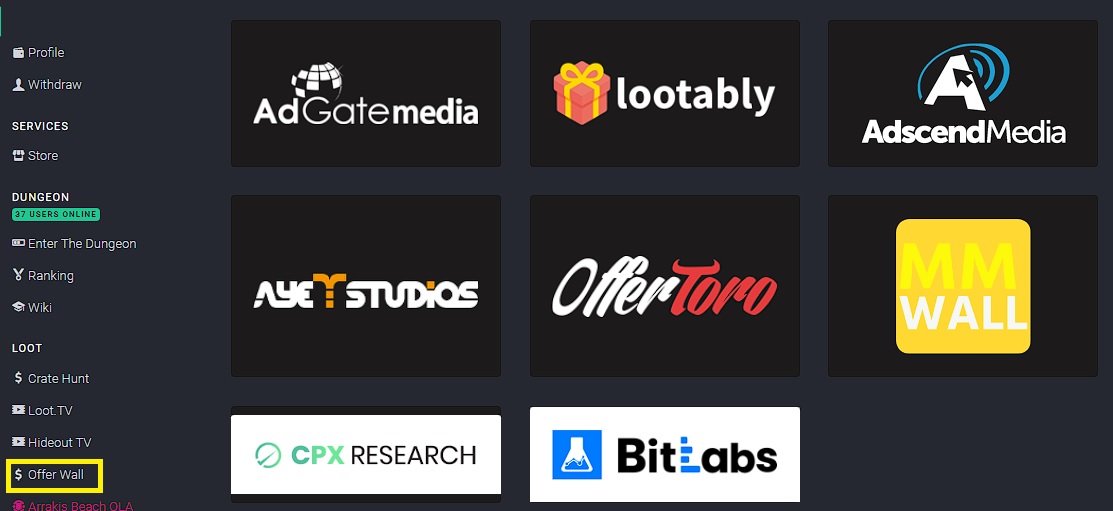 Profile
Withdraw
SERVICES
Store
DUNGEON
37 USERS ONLINE
Enter The Dungeon
Ranking
Wiki
LOOT
Crate Hunt
Loot.TV
Hideout TV
Offer Wall
Arrakis Beach OLA
AdGatemedia
lootably
AdscendMedia
AYE T STUDIOS
OfferToro
MM
WALL
CPX RESEARCH
BitLabs